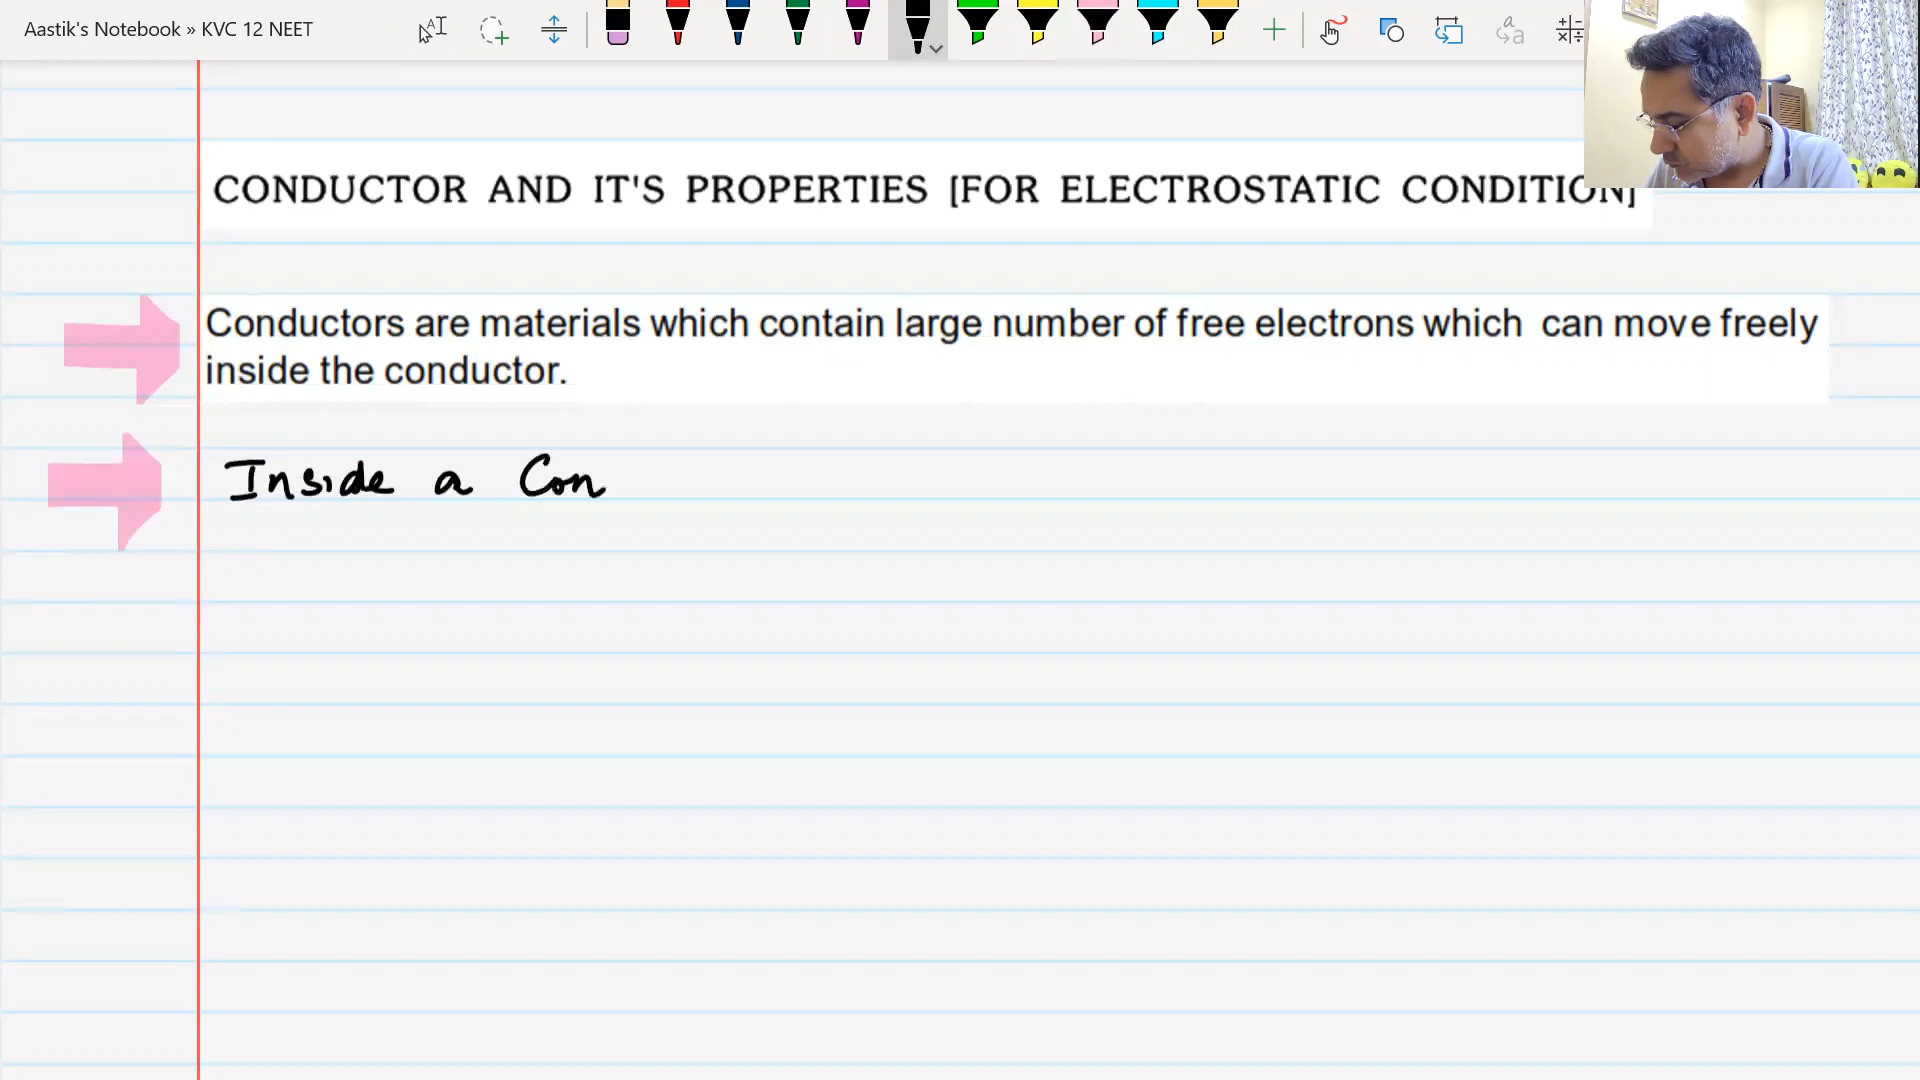 Aastik's Notebook » KVC 12 NEET
CONDUCTOR AND IT'S PROPERTIES [FOR ELECTROSTATIC CONDITION]
Conductors are materials which contain large number of free electrons which can move freely
inside the conductor.
Inside a Con